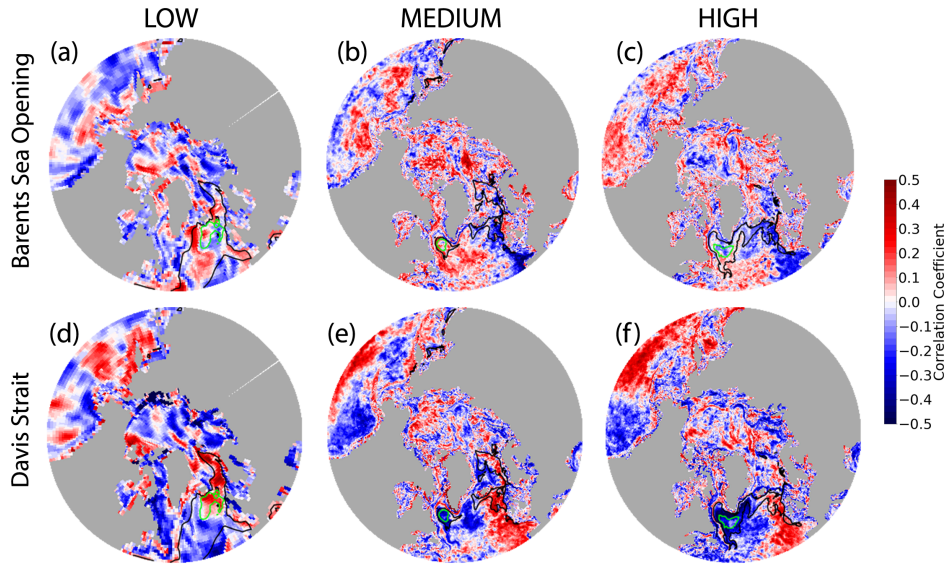 LOW MEDIUM HIGH
Barents Sea Opening
(a) (b) (c)
Davis Strait
(d) (e) (f)
0.5
0.4
0.3
0.2
0.1
0.0
−0.1
−0.2
−0.3
−0.4
−0.5
Correlation Coefficient